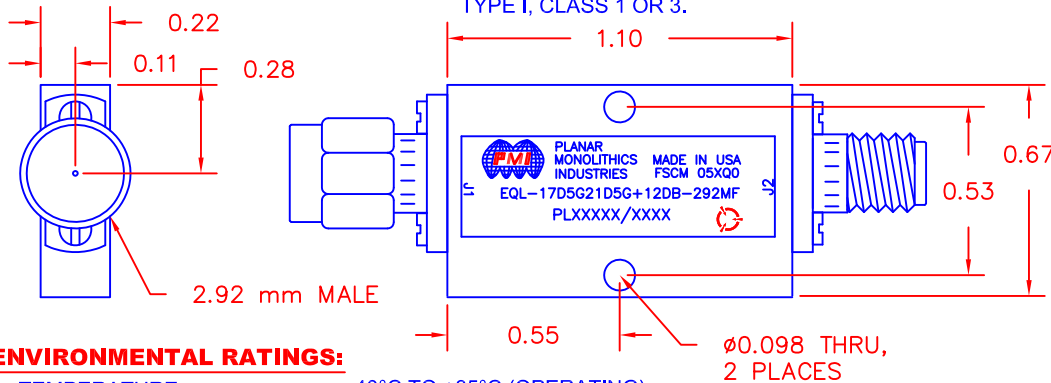 TYPE I, CLASS 1 OR 3.
0.22
1.10
0.11
0.28
PMI
PLANAR
MONOLITHICS
INDUSTRIES
MADE IN USA
FSCM 05XQ0
J1
J2
EQL-17D5G21D5G+12DB-292MF
PLXXXXX/XXXX
0.67
0.53
2.92 mm MALE
0.55
ø0.098 THRU,
2 PLACES
ENVIRONMENTAL RATINGS: